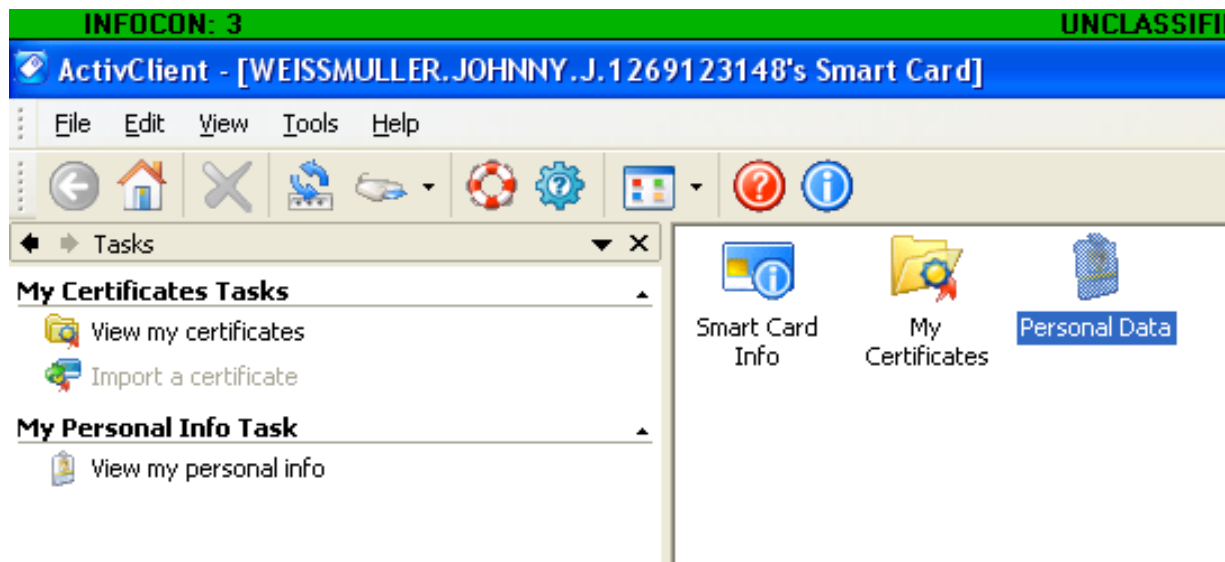 INFOCON: 3 UNCLASSIFI
ActivClient - [WEISSMULLER.JOHNNY.J.1269123148's Smart Card]
File Edit View Tools Help
Tasks
My Certificates Tasks
View my certificates
Import a certificate
My Personal Info Task
View my personal info
Smart Card
Info
My
Certificates
Personal Data